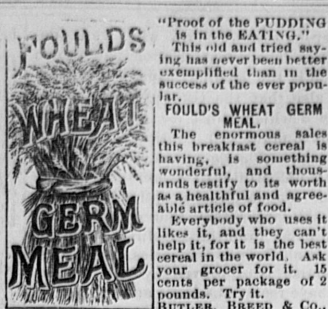 FOULDS
WHEAT
GERM
MEAL
"Proof of the PUDDING
is in the EATING."
This old and tried say-
ing has never been better
exemplified than in the
success of the ever popu-
lar.
FOULD'S WHEAT GERM
MEAL.
The enormous sales
this breakfast cereal is
having, is something
wonderful, and thous-
ands testify to its worth
as a healthful and agree-
able article of food.
Everybody who uses it
likes it, and they can't
help it, for it is the best
cereal in the world. Ask
your grocer for it. 15
cents per package of 2
pounds. Try it.
BUTLER, BREED & Co.,